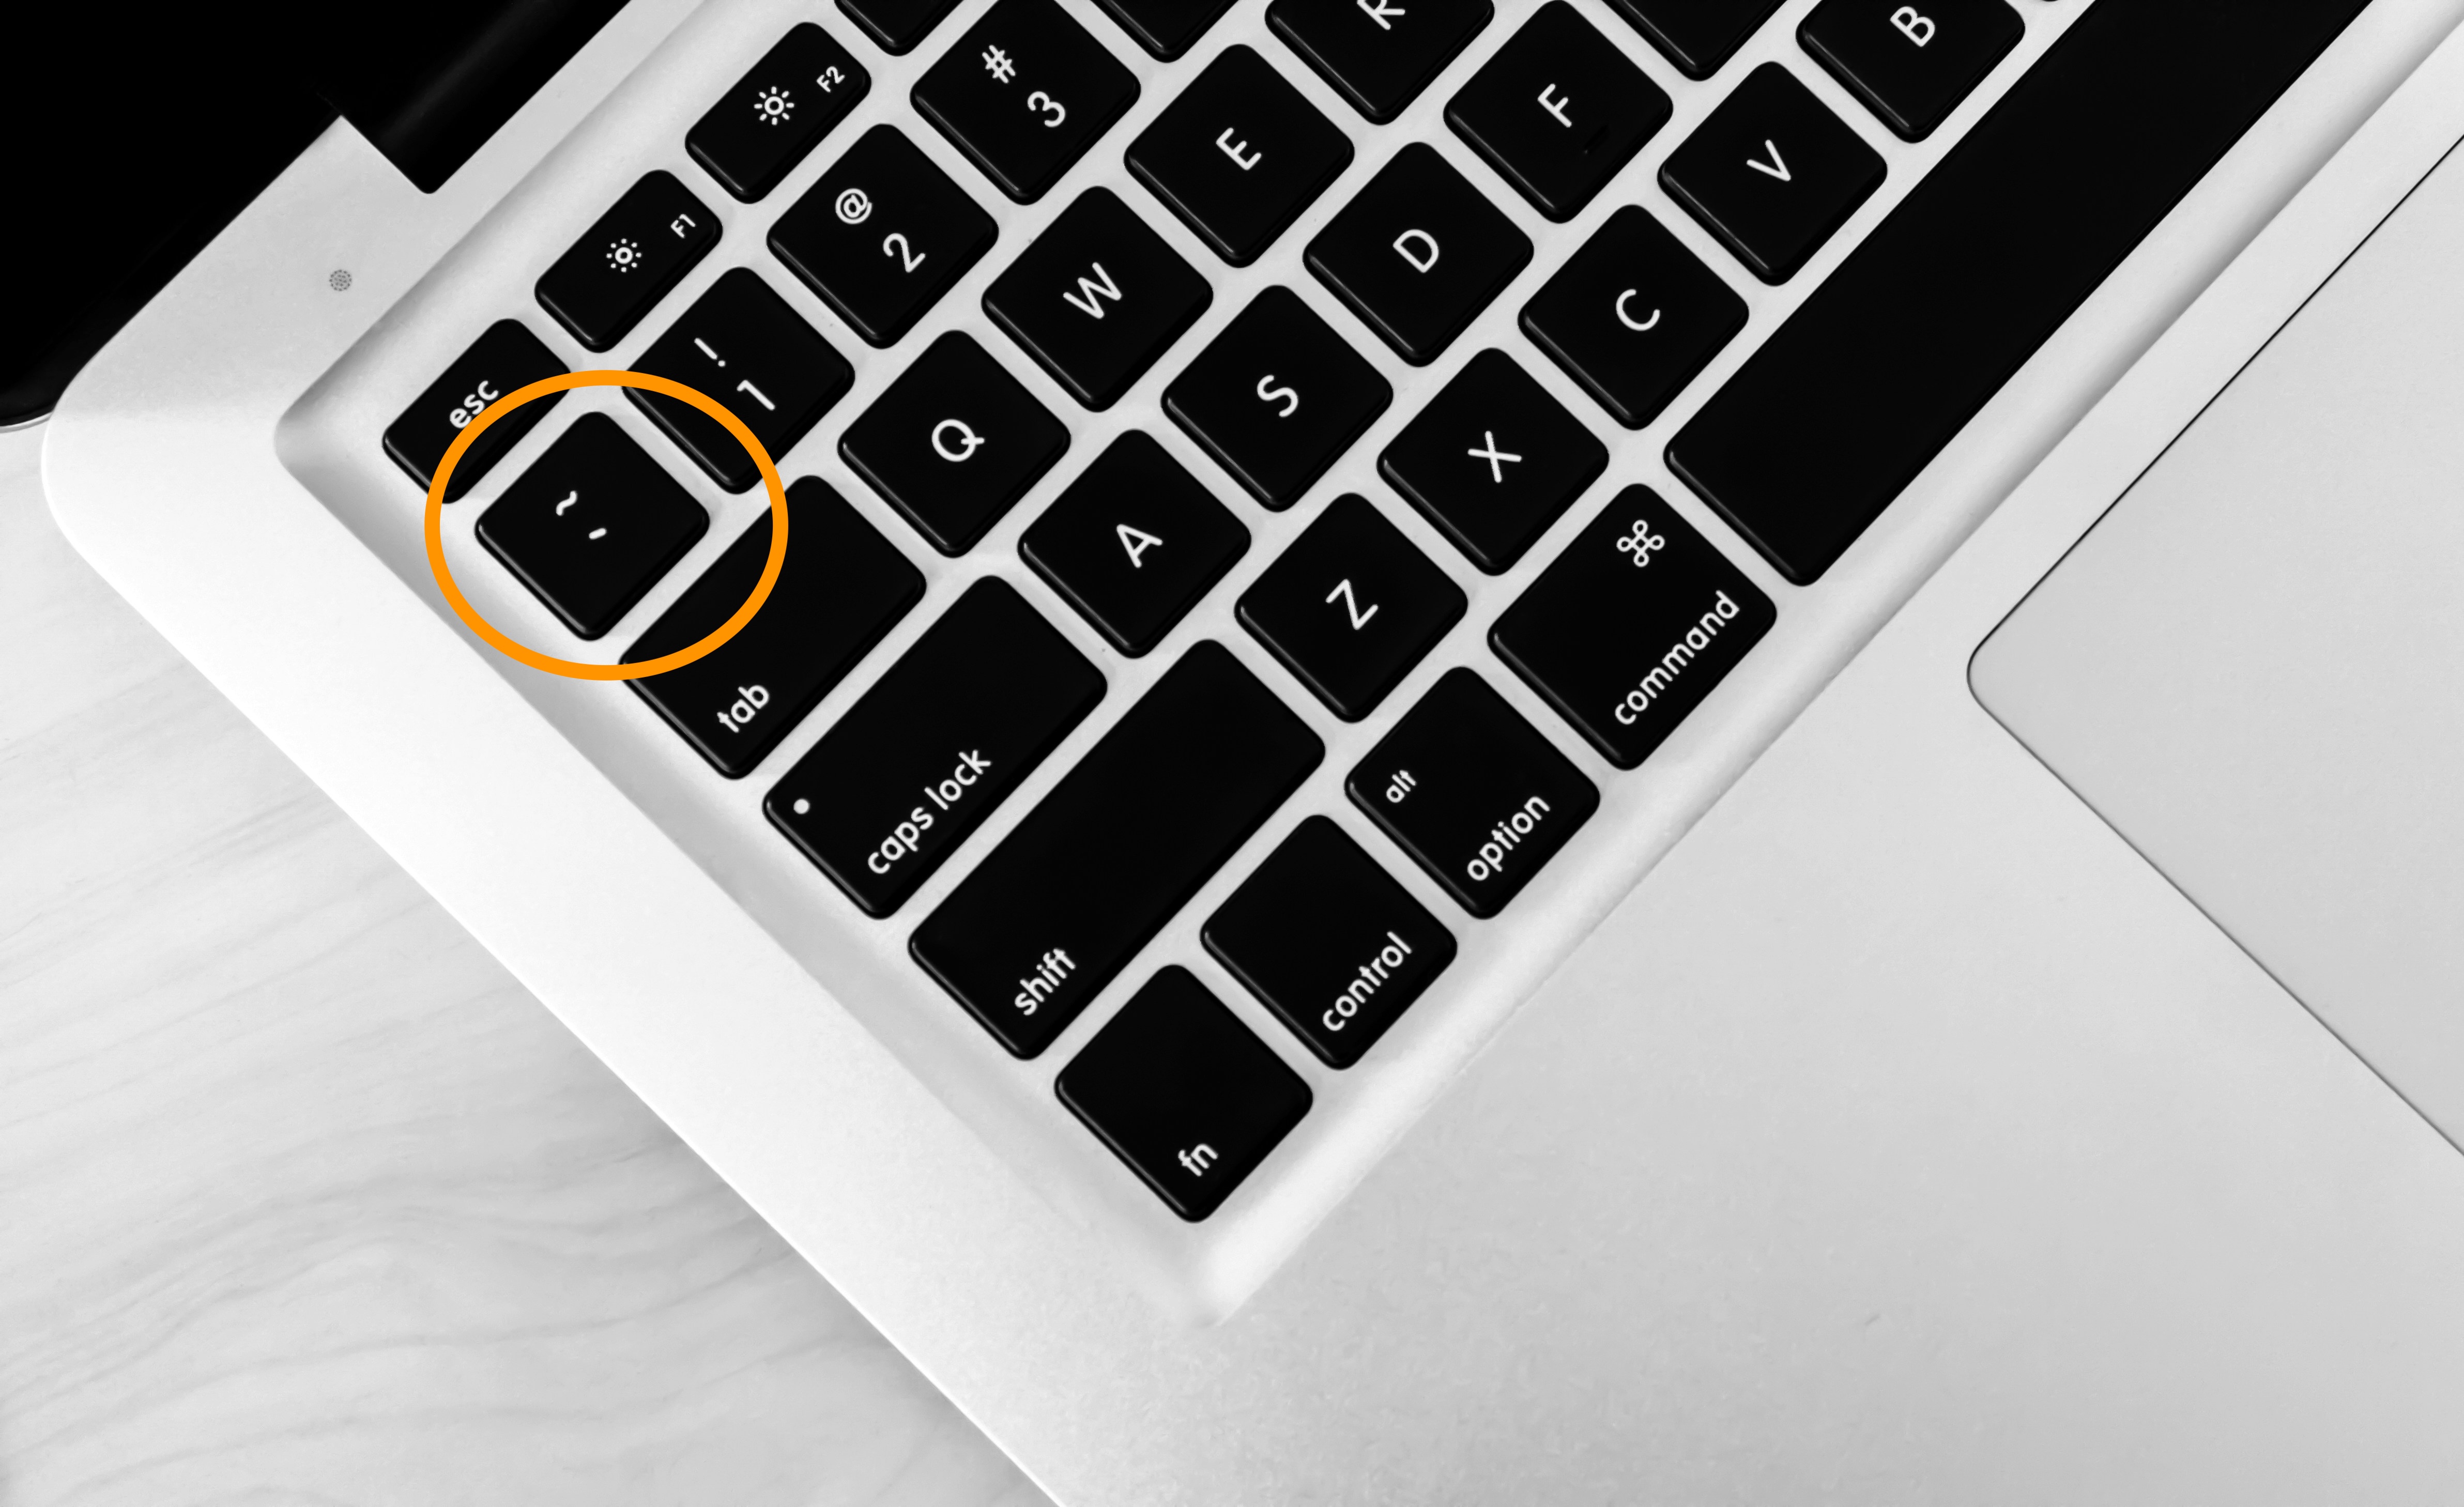 esc
F1
F2
~
`
!
1
@
2
#
3
tab
Q
W
E
R
caps lock
A
S
D
F
shift
Z
X
C
V
B
fn
control
alt
option
⌘
command